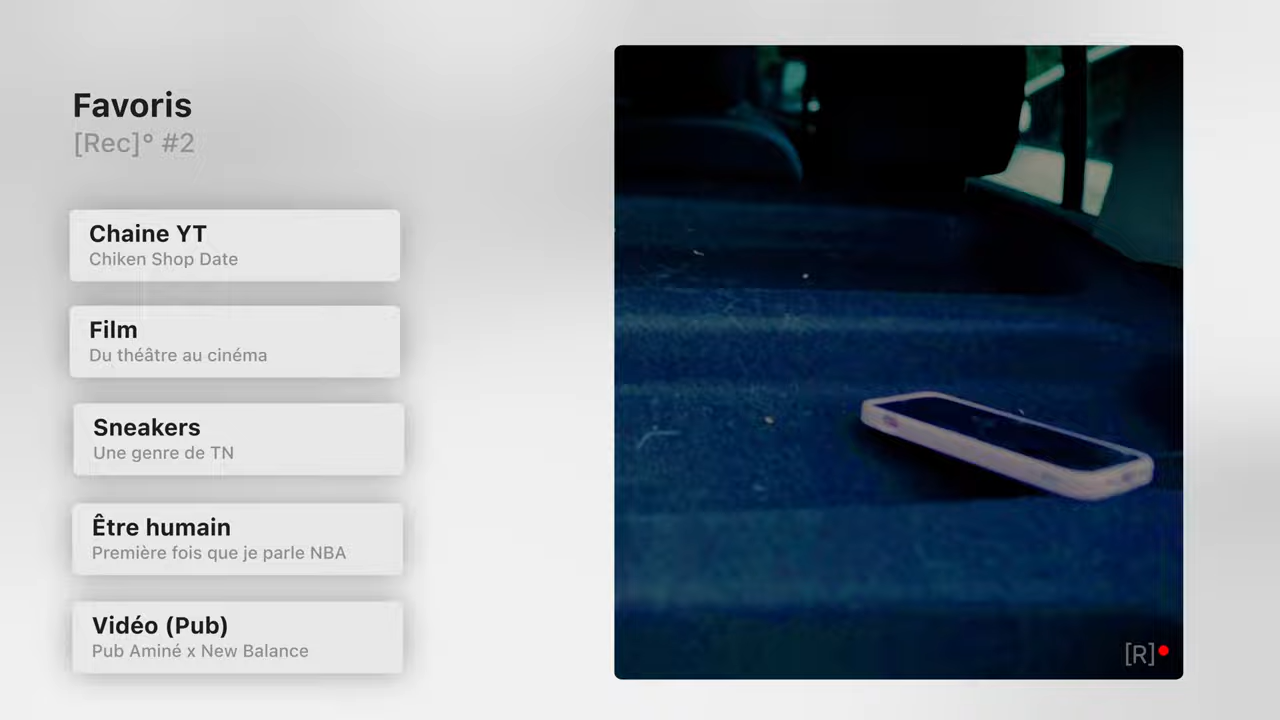 Favoris
[Rec]° #2
Chaine YT
Chiken Shop Date
Film
Du théâtre au cinéma
Sneakers
Une genre de TN
Être humain
Première fois que je parle NBA
Vidéo (Pub)
Pub Aminé x New Balance
[R]